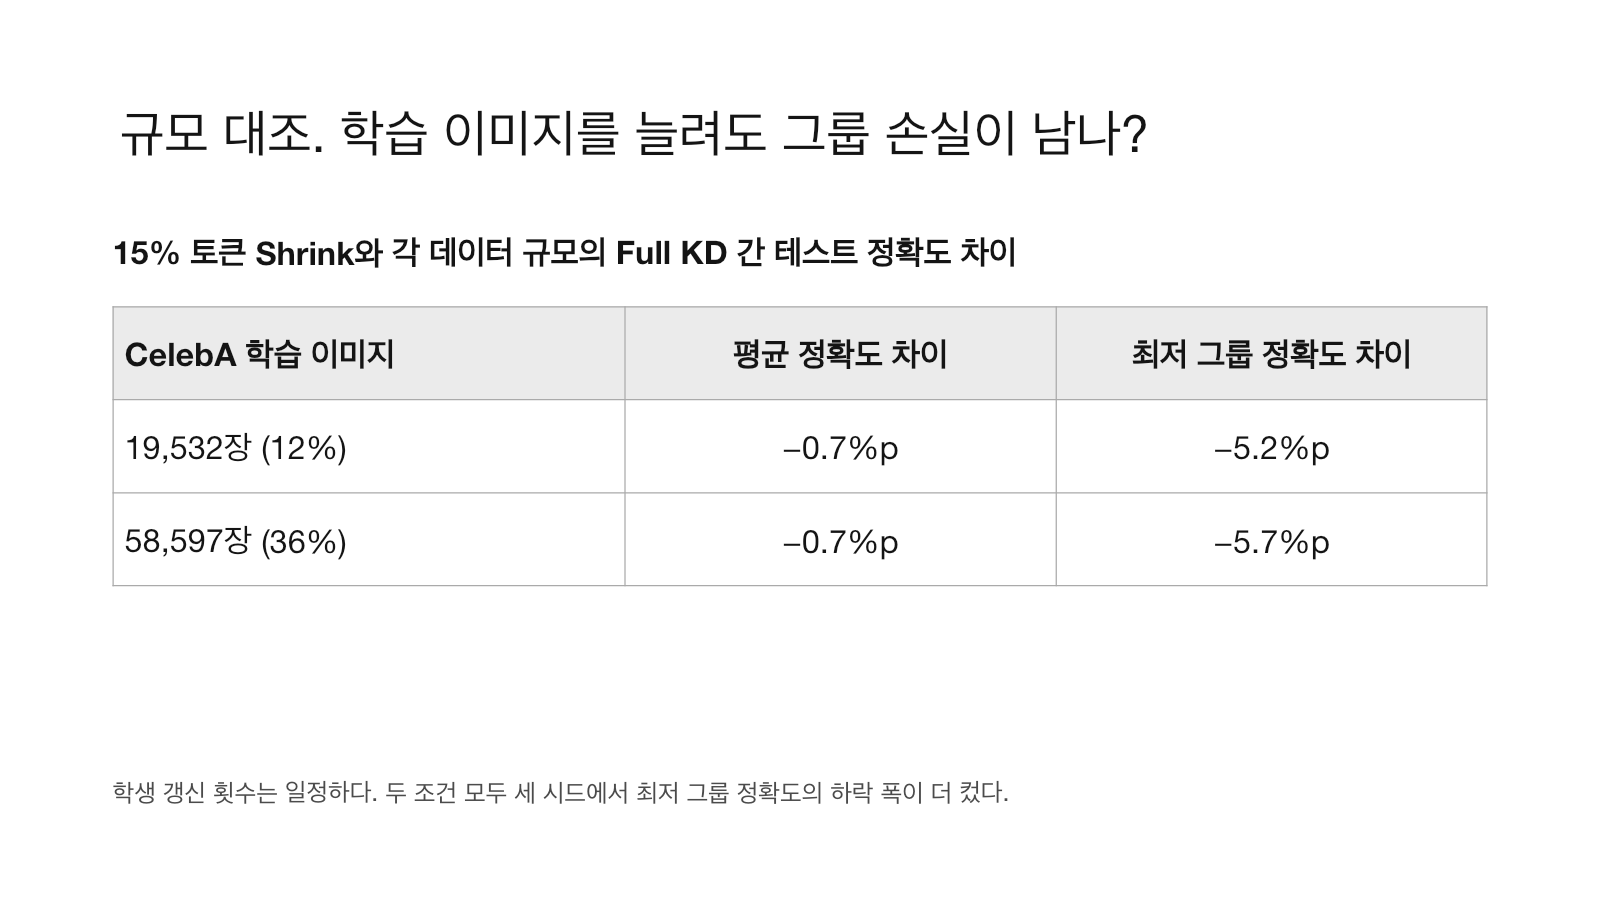 규모 대조. 학습 이미지를 늘려도 그룹 손실이 남나?
15% 토큰 Shrink와 각 데이터 규모의 Full KD 간 테스트 정확도 차이
CelebA 학습 이미지 평균 정확도 차이 최저 그룹 정확도 차이
19,532장 (12%) −0.7%p −5.2%p
58,597장 (36%) −0.7%p −5.7%p
학생 갱신 횟수는 일정하다. 두 조건 모두 세 시드에서 최저 그룹 정확도의 하락 폭이 더 컸다.